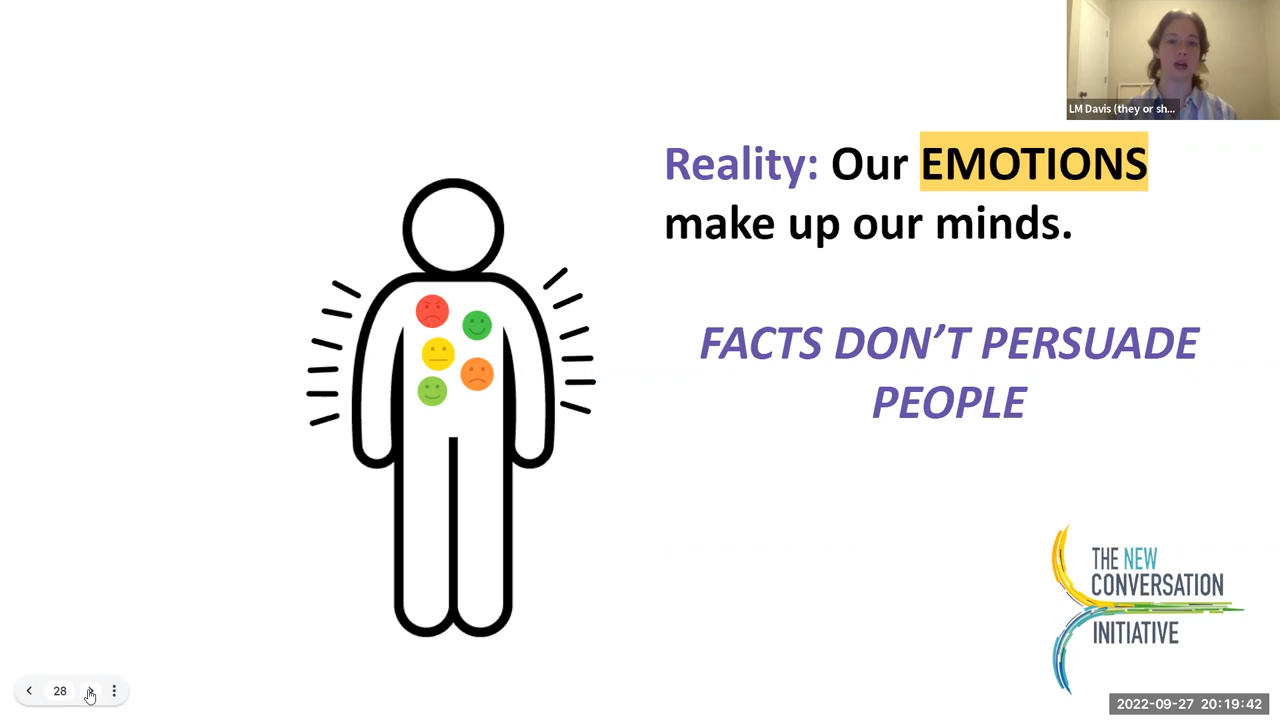 LM Davis (they or sh...
Reality: Our EMOTIONS
make up our minds.
FACTS DON’T PERSUADE
PEOPLE
THE NEW
CONVERSATION
INITIATIVE
28
2022-09-27 20:19:42